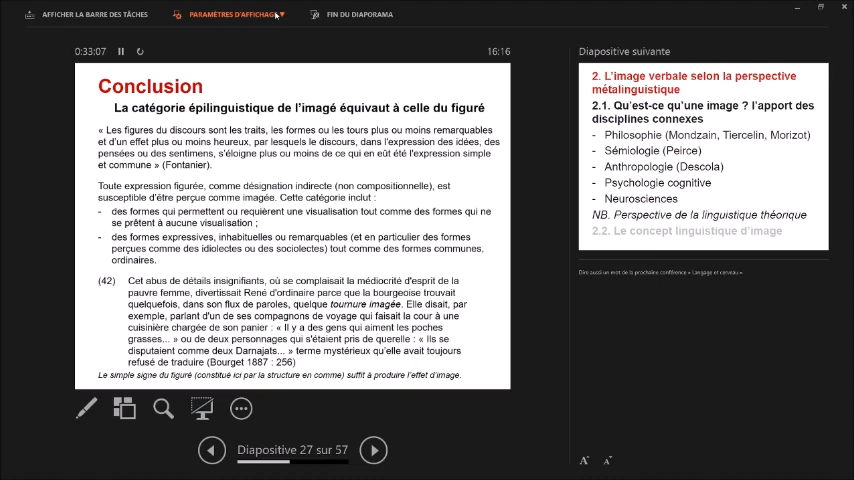 AFFICHER LA BARRE DES TÂCHES
PARAMÈTRES D'AFFICHAGE
FIN DU DIAPORAMA
0:33:07
16:16
Conclusion
La catégorie épilinguistique de l'imagé équivaut à celle du figuré
« Les figures du discours sont les traits, les formes ou les tours plus ou moins remarquables
et d'un effet plus ou moins heureux, par lesquels le discours, dans l'expression des idées, des
pensées ou des sentiments, s'éloigne plus ou moins de ce qui en eût été l'expression simple
et commune » (Fontanier).
Toute expression figurée, comme désignation indirecte (non compositionnelle), est
susceptible d'être perçue comme imagée. Cette catégorie inclut :
- des formes qui permettent ou requièrent une visualisation tout comme des formes qui ne
se prêtent à aucune visualisation ;
- des formes expressives, inhabituelles ou remarquables (et en particulier des formes
perçues comme des idiolectes ou des sociolectes) tout comme des formes communes,
ordinaires.
(42) Cet abus de détails insignifiants, où se complaisait la médiocrité d'esprit de la
pauvre femme, divertissait René d'ordinaire parce que la bourgeoise trouvait
quelquefois, dans son flux de paroles, quelque tournure imagée. Elle disait, par
exemple, parlant d'un de ses compagnons de voyage qui faisait la cour à une
cuisinière chargée de son panier : « Il y a des gens qui aiment les poches
grasses... » ou de deux personnages qui s'étaient pris de querelle : « Ils se
disputaient comme deux Darnajats... » terme mystérieux qu'elle avait toujours
refusé de traduire (Bourget 1887 : 256)
Le simple signe du figuré (constitué ici par la structure en comme) suffit à produire l'effet d'image.
Diapositive 27 sur 57
Diapositive suivante
2. L'image verbale selon la perspective
métalinguistique
2.1. Qu'est-ce qu'une image ? l'apport des
disciplines connexes
- Philosophie (Mondzain, Tiercelin, Morizot)
- Sémiologie (Peirce)
- Anthropologie (Descola)
- Psychologie cognitive
- Neurosciences
NB. Perspective de la linguistique théorique
2.2. Le concept linguistique d'image
Dire aussi un mot de la prochaine conférence « Langage et cerveau »
A A